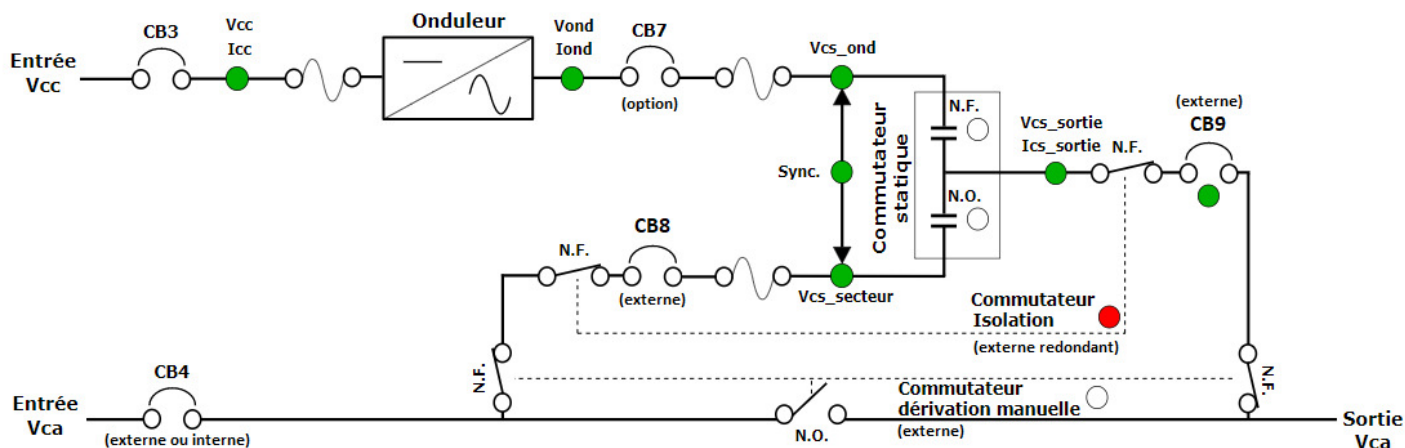 Onduleur
CB3
Vcc
Icc
Vond
Iond
CB7
(option)
Vcs_ond
Entrée
Vcc
N.F.
N.O.
Commutateur
statique
Sync.
Vcs_sortie
Ics_sortie
N.F.
(externe)
CB9
N.F.
CB8
(externe)
Vcs_secteur
Commutateur
Isolation
(externe redondant)
N.F.
N.F.
Entrée
Vca
CB4
(externe ou interne)
N.O.
Commutateur
dérivation manuelle
(externe)
Sortie
Vca